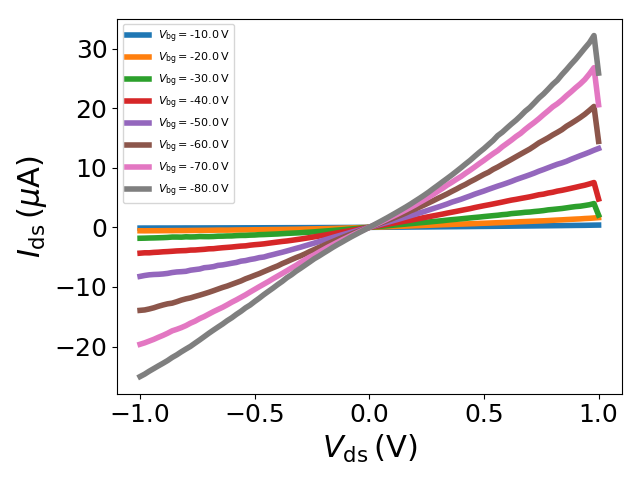 V_bg = -10.0 V
V_bg = -20.0 V
V_bg = -30.0 V
V_bg = -40.0 V
V_bg = -50.0 V
V_bg = -60.0 V
V_bg = -70.0 V
V_bg = -80.0 V
30
20
10
0
−10
−20
I_ds (μA)
−1.0 −0.5 0.0 0.5 1.0
V_ds (V)